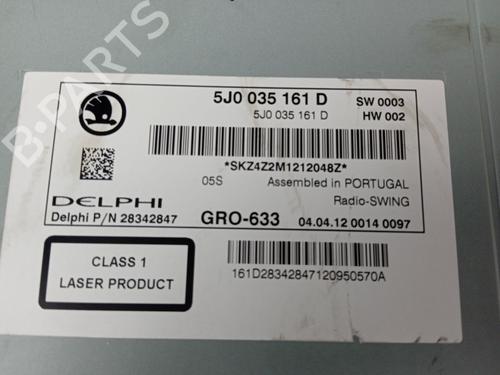 5J0 035 161 D SW 0003
5J0 035 161 D HW 002
*SKZ4Z2M1212048Z*
05S Assembled in PORTUGAL
DELPHI Radio-SWING
Delphi P/N 28342847 GRO-633 04.04.12 0014 0097
CLASS 1
LASER PRODUCT
161D28342847120950570A
B-PARTS